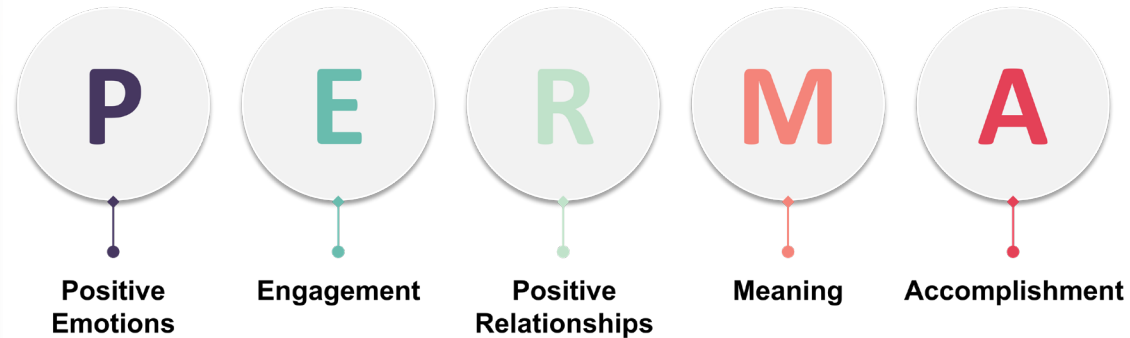 P E R M A
Positive Emotions
Engagement
Positive Relationships
Meaning
Accomplishment